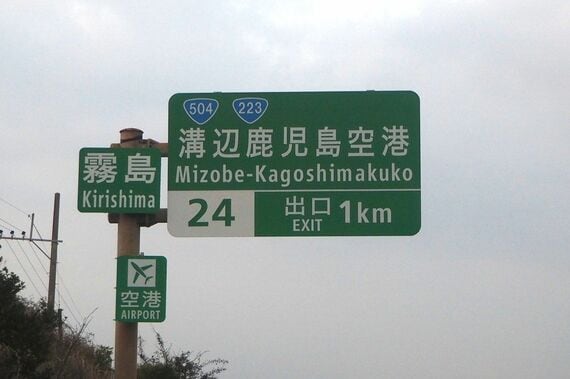 504 223
溝辺鹿児島空港
Mizobe-Kagoshimakuko
24 出口 1km
EXIT
霧島
Kirishima
空港
AIRPORT